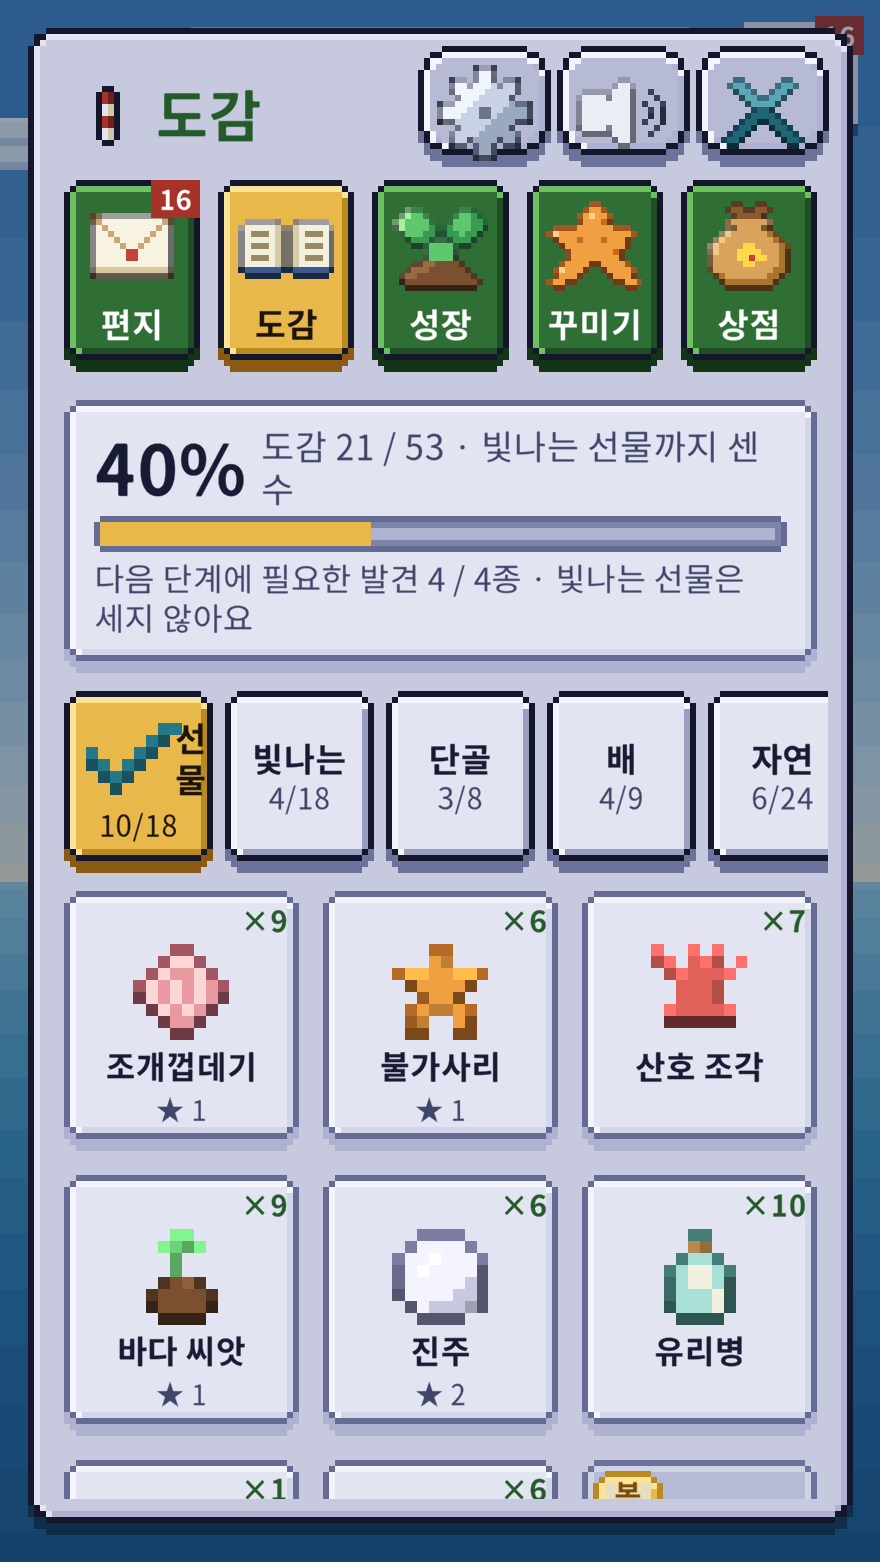 도감
16
편지
도감
성장
꾸미기
상점
40%
도감 21 / 53 · 빛나는 선물까지 센
수
다음 단계에 필요한 발견 4 / 4종 · 빛나는 선물은
세지 않아요
선
물
10/18
빛나는
4/18
단골
3/8
배
4/9
자연
6/24
×9
조개껍데기
★ 1
×6
불가사리
★ 1
×7
산호 조각
×9
바다 씨앗
★ 1
×6
진주
★ 2
×10
유리병
×1
×6